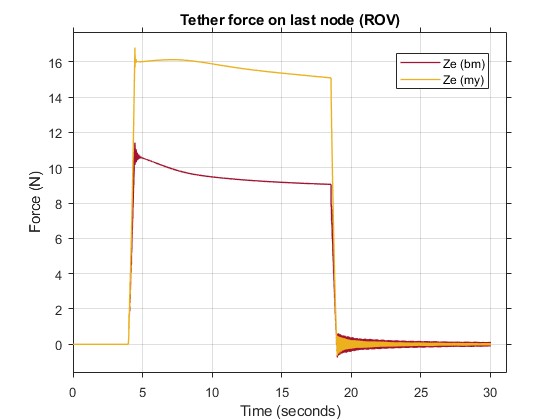 Tether force on last node (ROV)
Ze (bm)
Ze (my)
16
14
12
10
8
6
4
2
0
Force (N)
0 5 10 15 20 25 30
Time (seconds)